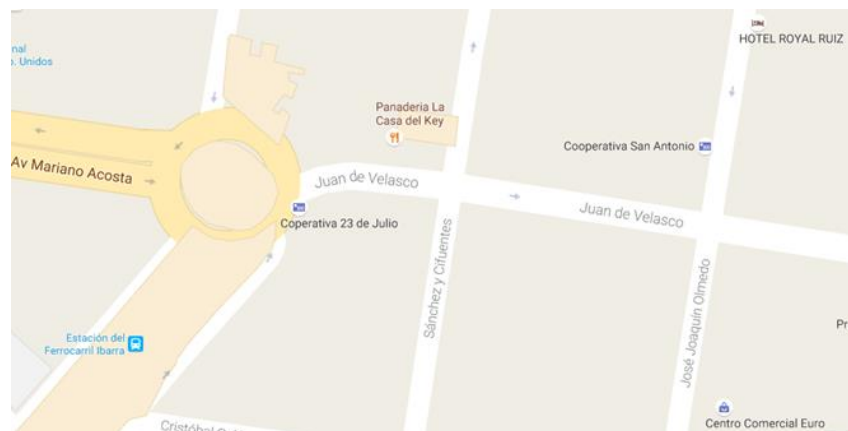 HOTEL ROYAL RUIZ
nal
o. Unidos
Panaderia La
Casa del Key
Cooperativa San Antonio
Av Mariano Acosta
Juan de Velasco
Juan de Velasco
Coperativa 23 de Julio
Sánchez y Cifuentes
José Joaquín Olmedo
Estación del
Ferrocarril Ibarra
Pr
Centro Comercial Euro
Cristóbal